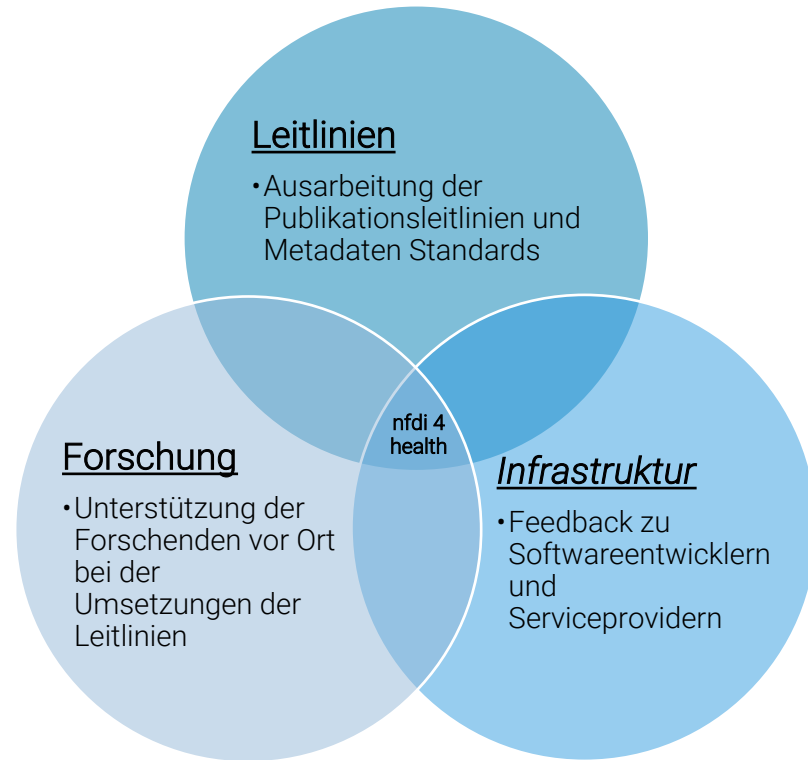 Leitlinien
•Ausarbeitung der
Publikationsleitlinien und
Metadaten Standards
nfdi 4
health
Forschung
•Unterstützung der
Forschenden vor Ort
bei der
Umsetzungen der
Leitlinien
Infrastruktur
•Feedback zu
Softwareentwicklern
und
Serviceprovidern